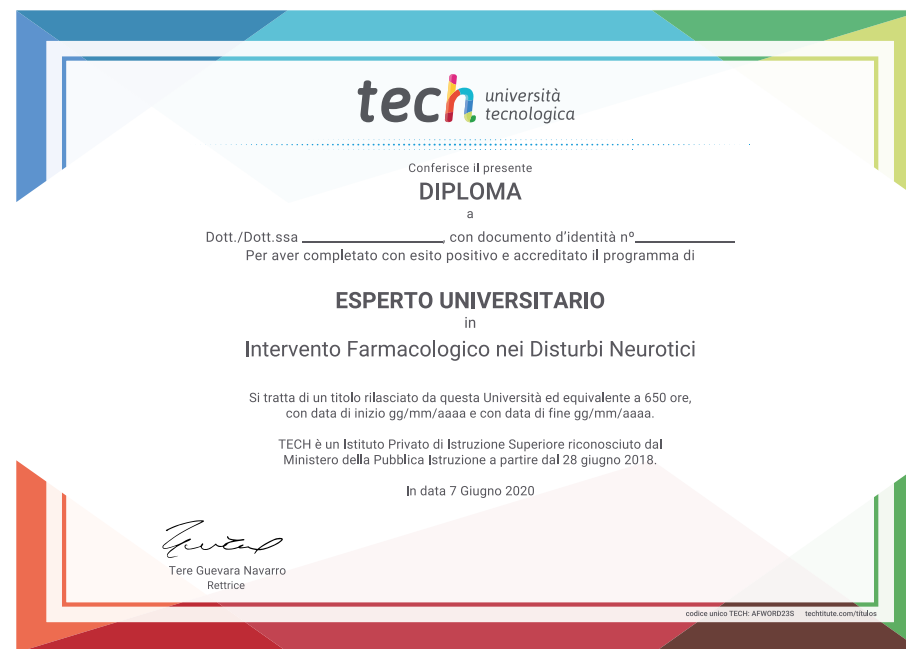 tech università
tecnologica
Conferisce il presente
DIPLOMA
a
Dott./Dott.ssa ____________________, con documento d'identità nº______________
Per aver completato con esito positivo e accreditato il programma di
ESPERTO UNIVERSITARIO
in
Intervento Farmacologico nei Disturbi Neurotici
Si tratta di un titolo rilasciato da questa Università ed equivalente a 650 ore,
con data di inizio gg/mm/aaaa e con data di fine gg/mm/aaaa.
TECH è un Istituto Privato di Istruzione Superiore riconosciuto dal
Ministero della Pubblica Istruzione a partire dal 28 giugno 2018.
In data 7 Giugno 2020
Tere Guevara Navarro
Rettrice
codice unico TECH: AFWORD23S techtitute.com/titulos